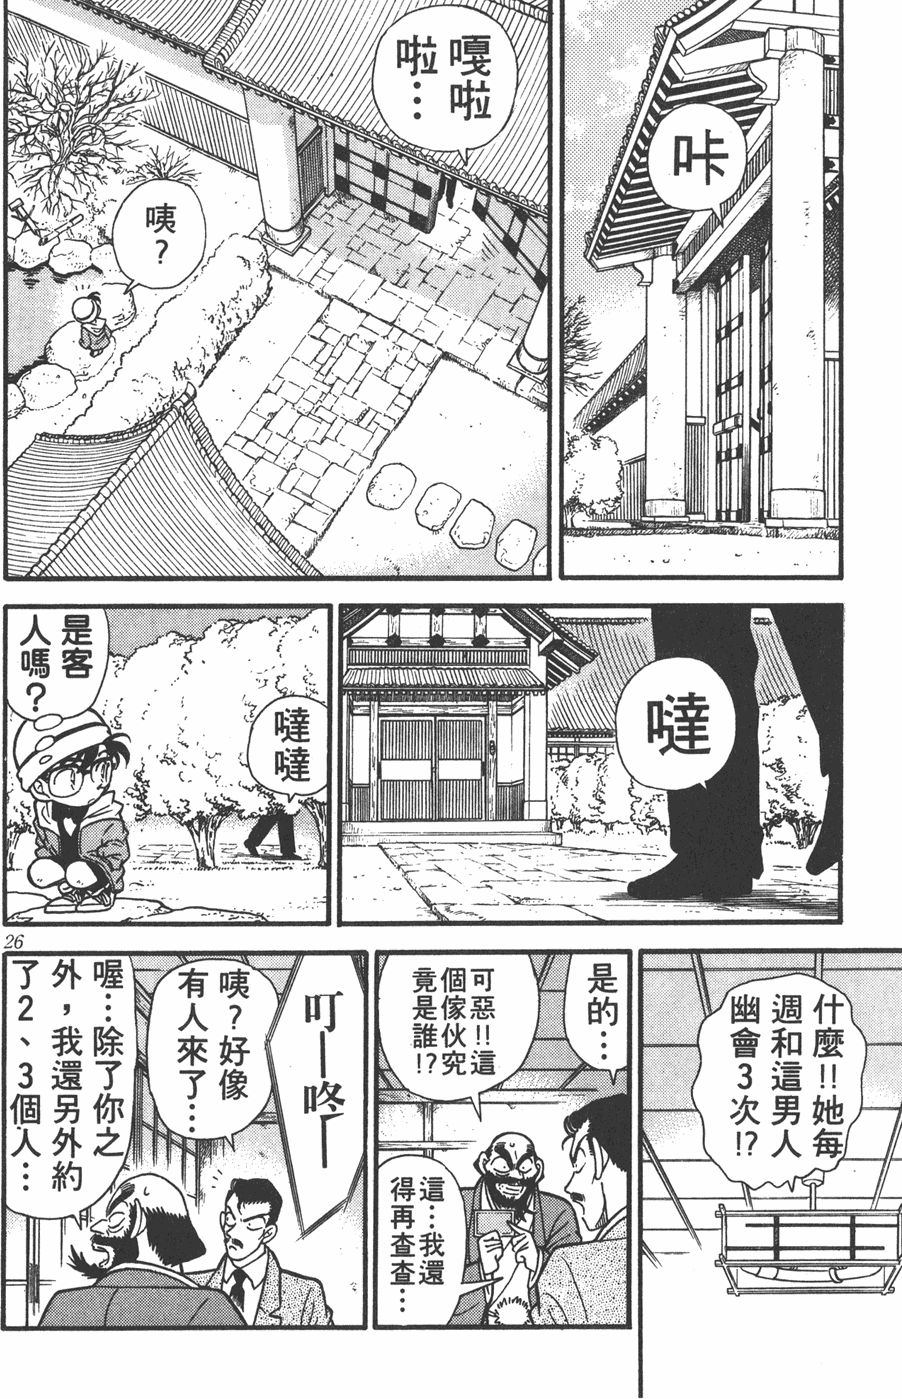 咔
嘎啦
啦…
咦?
噠
是客
人嗎?
噠噠
26
什麼!!她每
週和這男人
幽會3次!?
是的…
可惡!!這
個傢伙究
竟是誰!?
這…我還
得再查查…
叮—咚—
咦?好像
有人來了…
喔…除了你之
外,我還另外約
了2、3個人…